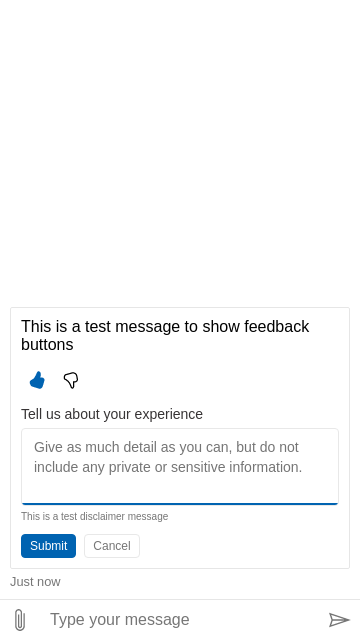 This is a test message to show feedback
buttons
Tell us about your experience
Give as much detail as you can, but do not
include any private or sensitive information.
This is a test disclaimer message
Submit
Cancel
Just now
Type your message